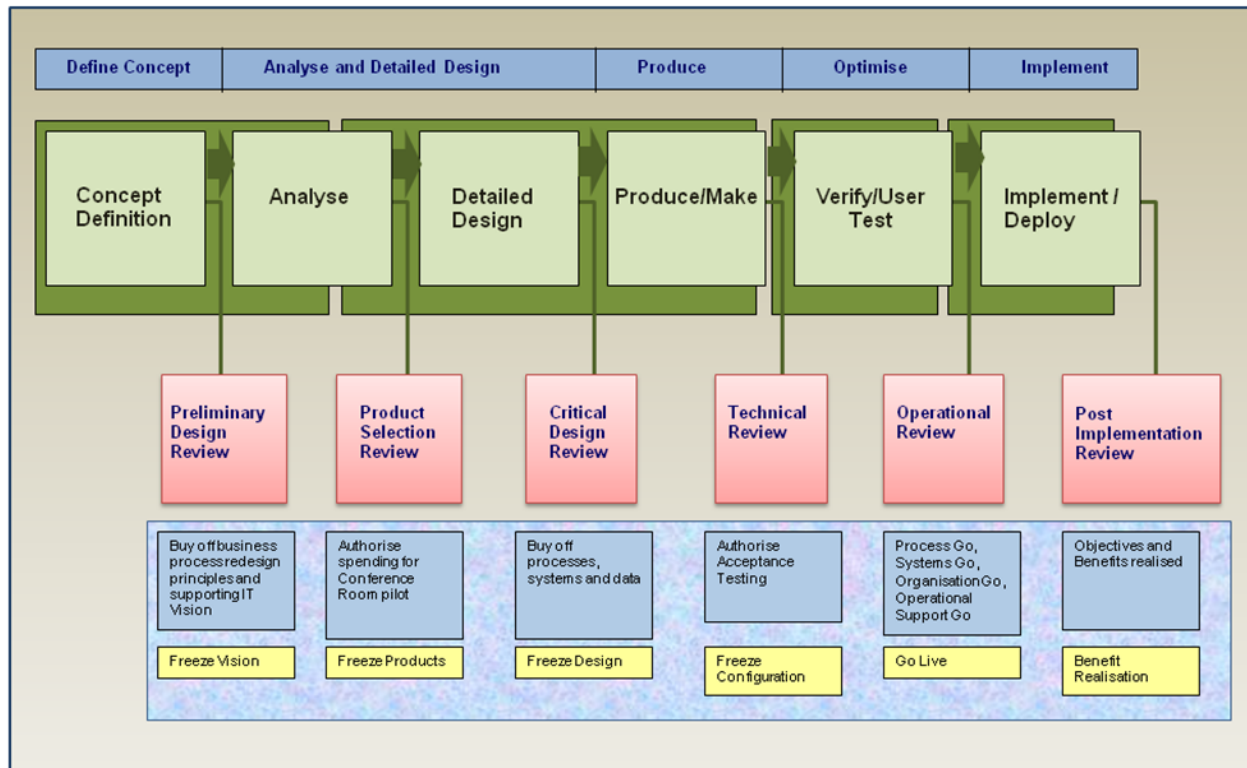 Define Concept
Analyse and Detailed Design
Produce
Optimise
Implement
Concept
Definition
Analyse
Detailed
Design
Produce/Make
Verify/User
Test
Implement /
Deploy
Preliminary
Design
Review
Product
Selection
Review
Critical
Design
Review
Technical
Review
Operational
Review
Post
Implementation
Review
Buy off business
process redesign
principles and
supporting IT
Vision
Authorise
spending for
Conference
Room pilot
Buy off
processes,
systems and data
Authorise
Acceptance
Testing
Process Go,
Systems Go,
Organisation Go,
Operational
Support Go
Objectives and
Benefits realised
Freeze Vision
Freeze Products
Freeze Design
Freeze
Configuration
Go Live
Benefit
Realisation